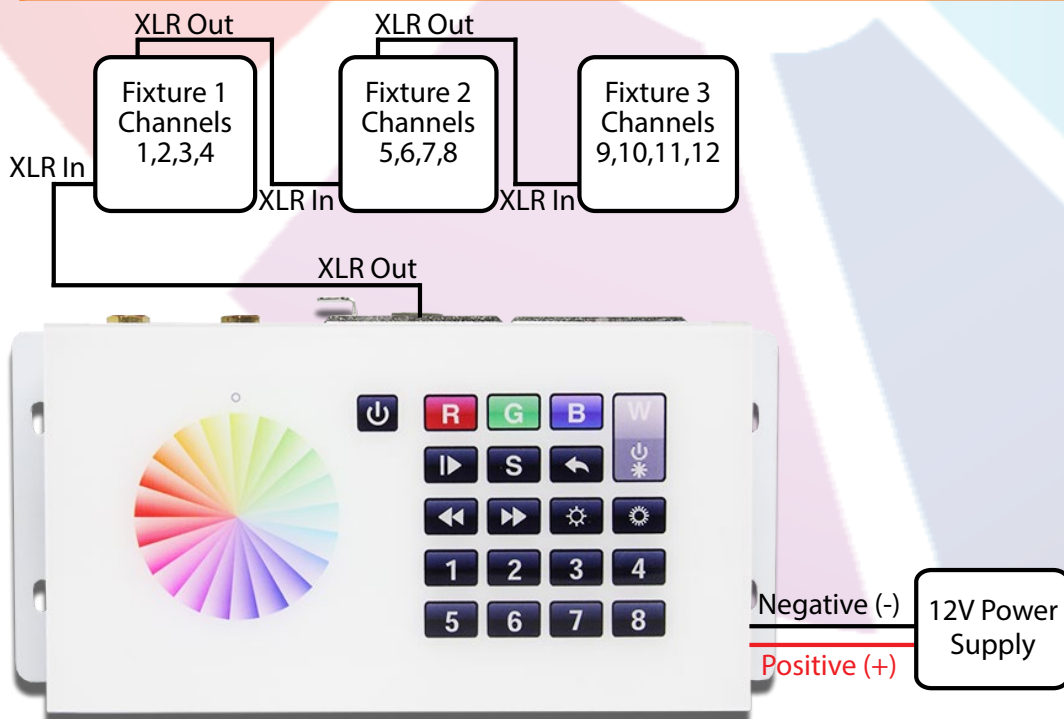 XLR Out
XLR Out
Fixture 1
Channels
1,2,3,4
Fixture 2
Channels
5,6,7,8
Fixture 3
Channels
9,10,11,12
XLR In
XLR In
XLR In
XLR Out
R G B W
S
1 2 3 4
5 6 7 8
Negative (-)
Positive (+)
12V Power
Supply